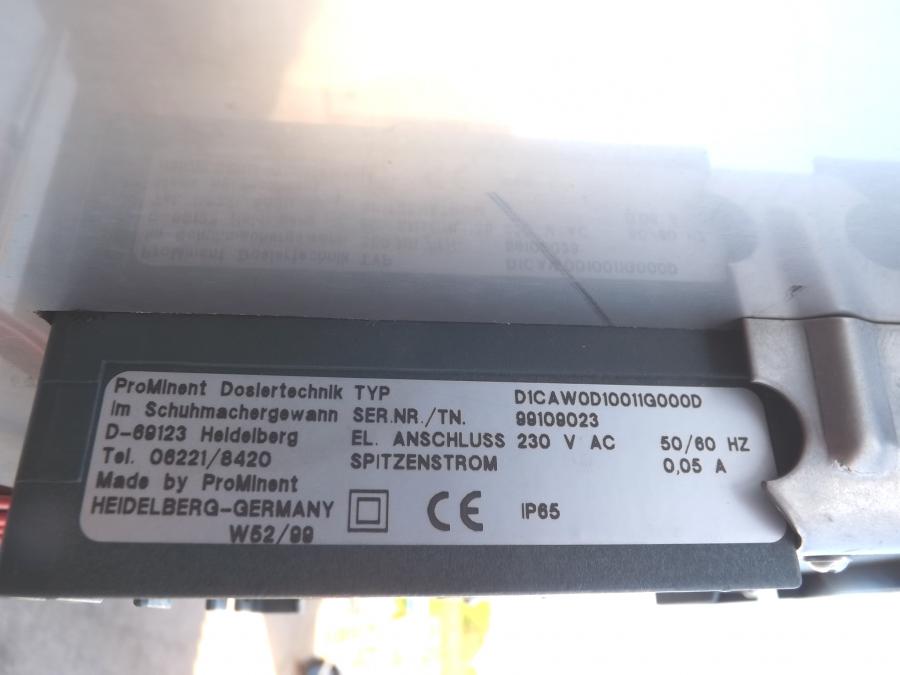 ProMinent Dosiertechnik TYP D1CAW0D10011G000D
im Schuhmachergewann SER.NR./TN. 99109023
D-69123 Heidelberg EL. ANSCHLUSS 230 V AC 50/60 HZ
Tel. 06221/8420 SPITZENSTROM 0,05 A
Made by ProMinent
HEIDELBERG-GERMANY CE IP65
W52/99